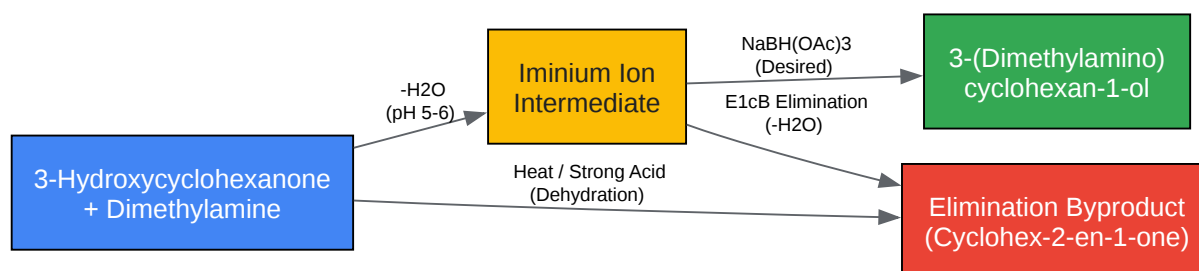 3-Hydroxycyclohexanone
+ Dimethylamine
-H2O
(pH 5-6)
Heat / Strong Acid
(Dehydration)
Iminium Ion
Intermediate
NaBH(OAc)3
(Desired)
E1cB Elimination
(-H2O)
3-(Dimethylamino)
cyclohexan-1-ol
Elimination Byproduct
(Cyclohex-2-en-1-one)